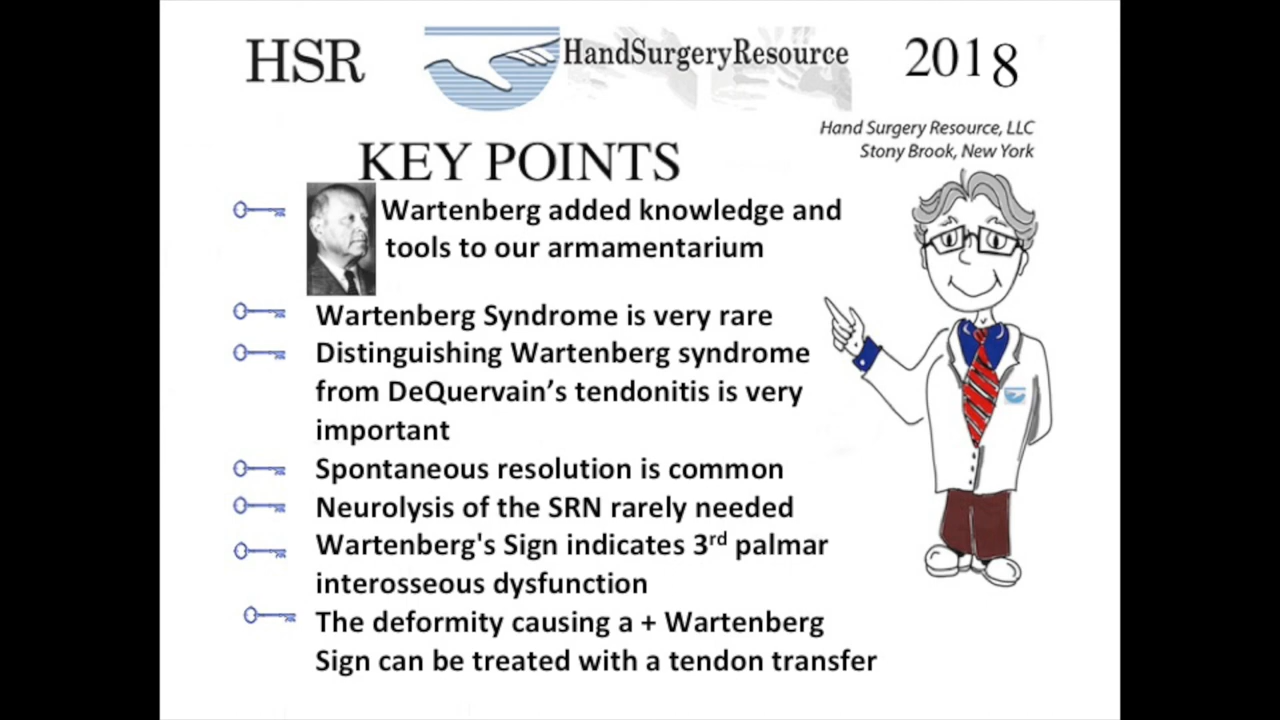 HSR
HandSurgeryResource
2018
Hand Surgery Resource, LLC
Stony Brook, New York
KEY POINTS
Wartenberg added knowledge and
tools to our armamentarium
Wartenberg Syndrome is very rare
Distinguishing Wartenberg syndrome
from DeQuervain’s tendonitis is very
important
Spontaneous resolution is common
Neurolysis of the SRN rarely needed
Wartenberg's Sign indicates 3rd palmar
interosseous dysfunction
The deformity causing a + Wartenberg
Sign can be treated with a tendon transfer